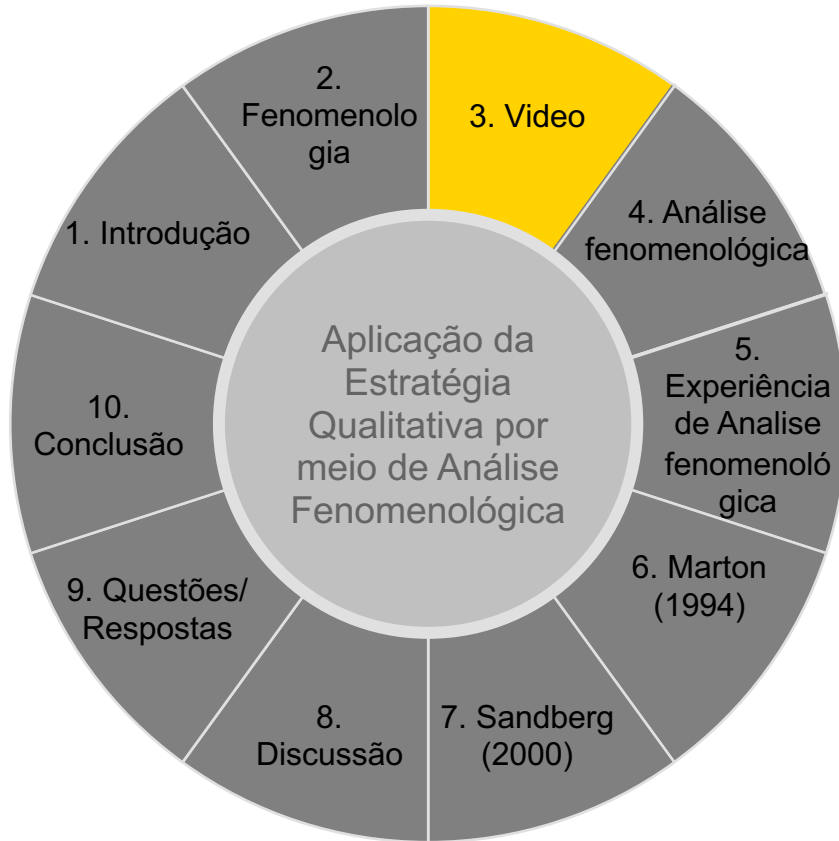 Aplicação da
Estratégia
Qualitativa por
meio de Análise
Fenomenológica
1. Introdução
2.
Fenomenolo
gia
3. Video
4. Análise
fenomenológica
5.
Experiência
de Analise
fenomenoló
gica
6. Marton
(1994)
7. Sandberg
(2000)
8.
Discussão
9. Questões/
Respostas
10.
Conclusão